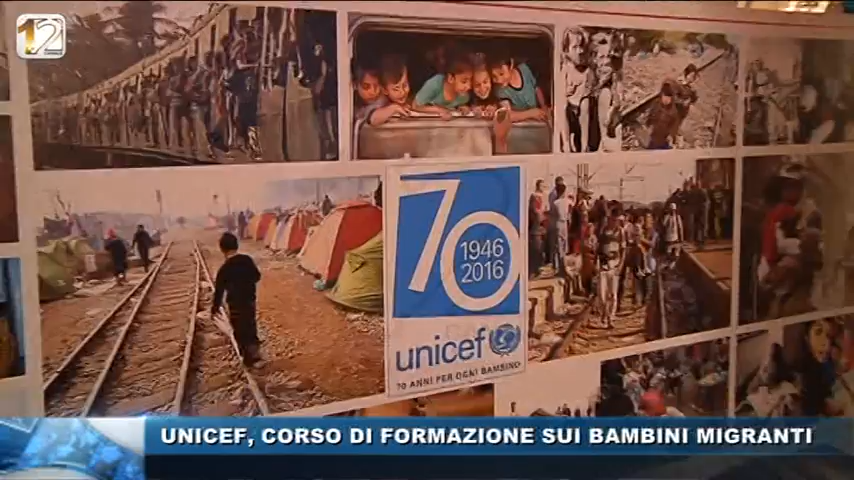 12
70
1946
2016
unicef
70 ANNI PER OGNI BAMBINO
UNICEF, CORSO DI FORMAZIONE SUI BAMBINI MIGRANTI